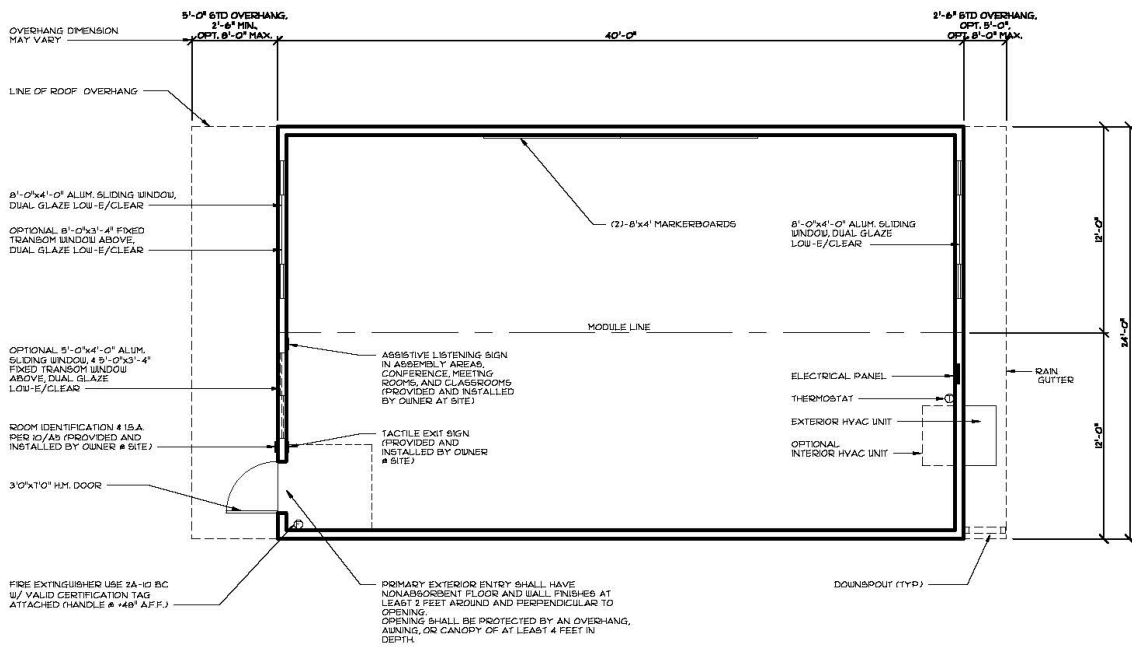 5'-0" STD OVERHANG,
2'-6" MIN.,
OPT. 8'-0" MAX.
OVERHANG DIMENSION
MAY VARY
40'-0"
2'-6" STD OVERHANG,
OPT. 5'-0",
OPT. 8'-0" MAX.
LINE OF ROOF OVERHANG
8'-0"x4'-0" ALUM. SLIDING WINDOW,
DUAL GLAZE LOW-E/CLEAR
OPTIONAL 8'-0"x3'-4" FIXED
TRANSOM WINDOW ABOVE,
DUAL GLAZE LOW-E/CLEAR
(2)-8'x4' MARKERBOARDS
8'-0"x4'-0" ALUM. SLIDING
WINDOW, DUAL GLAZE
LOW-E/CLEAR
12'-0"
24'-0"
MODULE LINE
OPTIONAL 5'-0"x4'-0" ALUM.
SLIDING WINDOW, & 5'-0"x3'-4"
FIXED TRANSOM WINDOW
ABOVE, DUAL GLAZE
LOW-E/CLEAR
ASSISTIVE LISTENING SIGN
IN ASSEMBLY AREAS,
CONFERENCE, MEETING
ROOMS, AND CLASSROOMS
(PROVIDED AND INSTALLED
BY OWNER AT SITE)
ELECTRICAL PANEL
RAIN
GUTTER
THERMOSTAT
T
EXTERIOR HVAC UNIT
OPTIONAL
INTERIOR HVAC UNIT
12'-0"
ROOM IDENTIFICATION & I.S.A.
PER 10/A5 (PROVIDED AND
INSTALLED BY OWNER @ SITE)
TACTILE EXIT SIGN
(PROVIDED AND
INSTALLED BY OWNER
@ SITE)
3'0"x7'0" H.M. DOOR
F
FIRE EXTINGUISHER USE 2A-10 BC
W/ VALID CERTIFICATION TAG
ATTACHED (HANDLE @ +48" A.F.F.)
PRIMARY EXTERIOR ENTRY SHALL HAVE
NONABSORBENT FLOOR AND WALL FINISHES AT
LEAST 2 FEET AROUND AND PERPENDICULAR TO
OPENING.
OPENING SHALL BE PROTECTED BY AN OVERHANG,
AWNING, OR CANOPY OF AT LEAST 4 FEET IN
DEPTH.
DOWNSPOUT (TYP.)